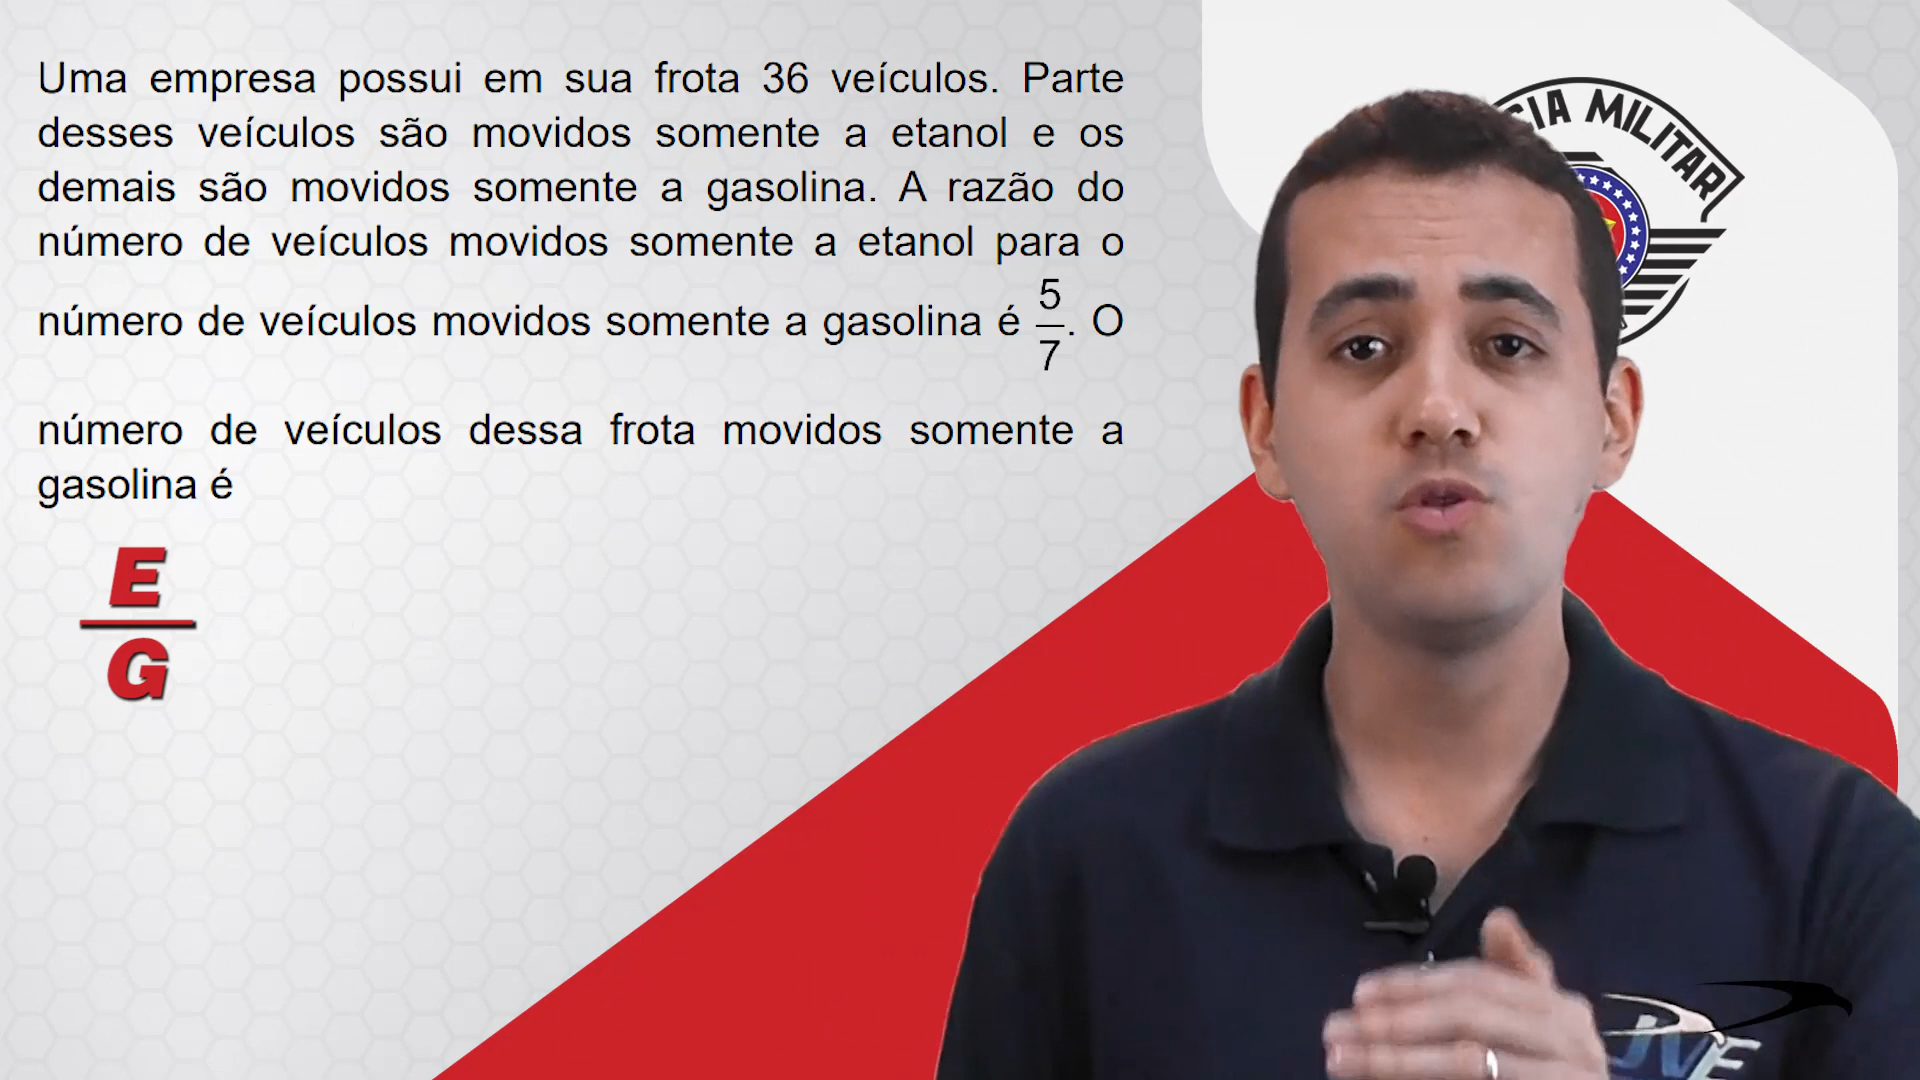 Uma empresa possui em sua frota 36 veículos. Parte
desses veículos são movidos somente a etanol e os
demais são movidos somente a gasolina. A razão do
número de veículos movidos somente a etanol para o
número de veículos movidos somente a gasolina é 5/7. O
número de veículos dessa frota movidos somente a
gasolina é
E
G
CIA MILITAR
JVF